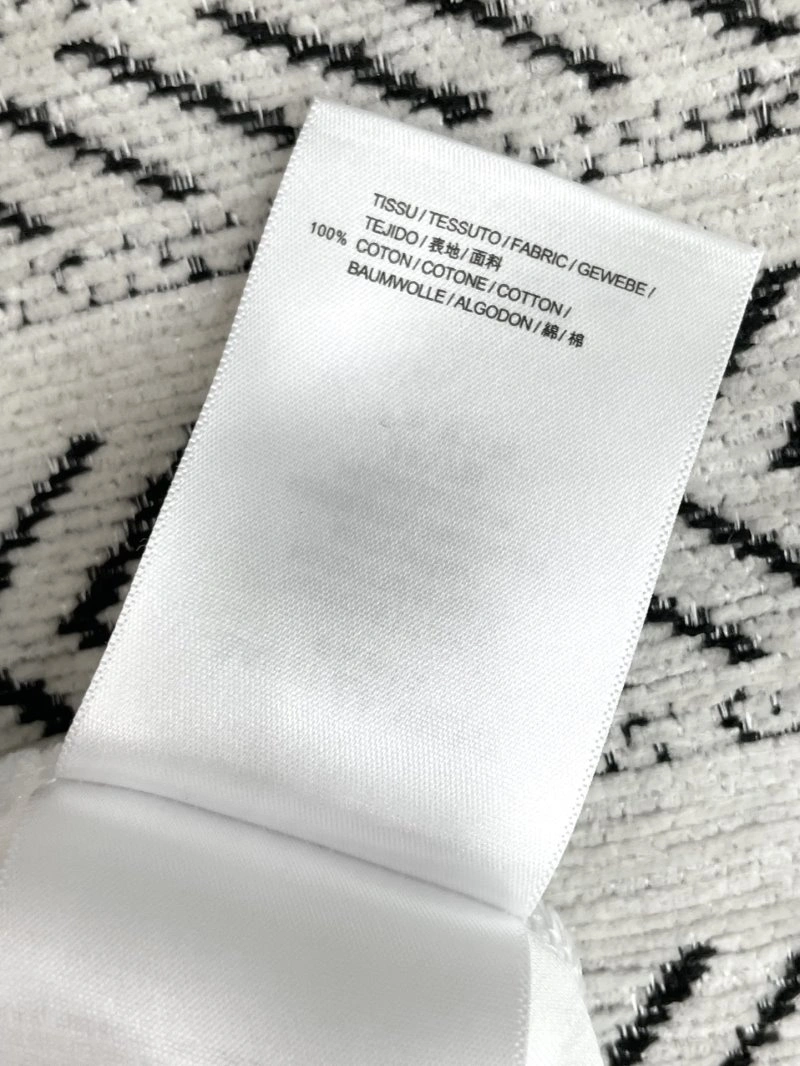 TISSU / TESSUTO / FABRIC / GEWEBE /
TEJIDO / 表地 / 面料
100% COTON / COTONE / COTTON /
BAUMWOLLE / ALGODON / 綿 / 棉